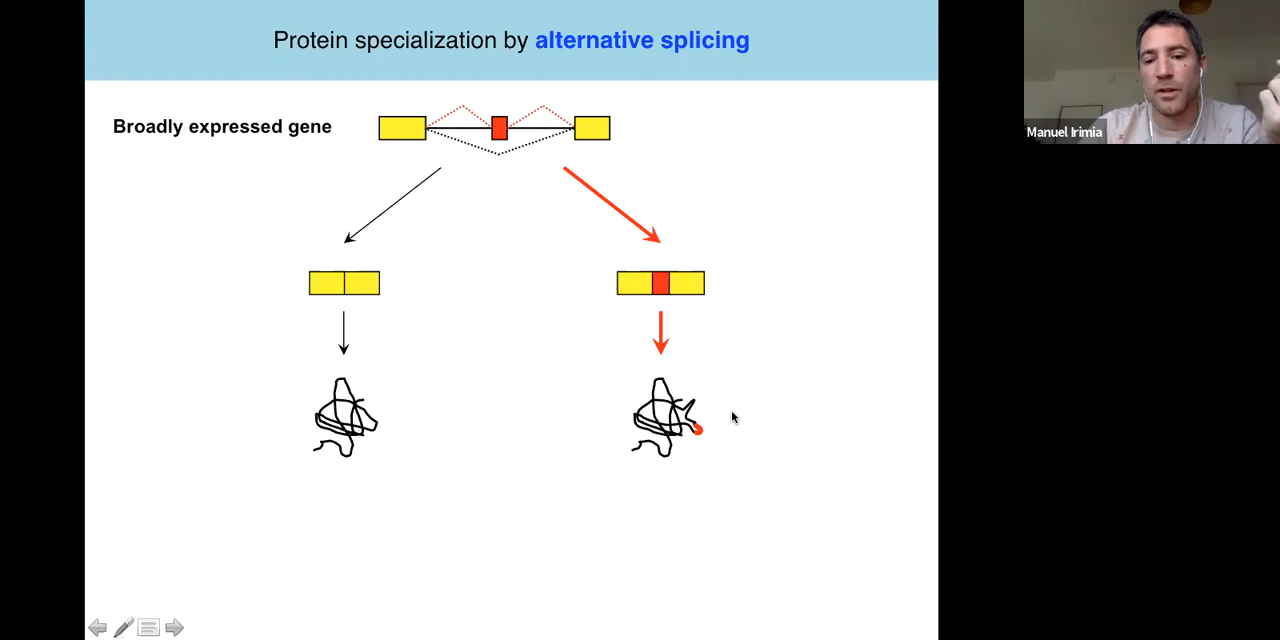 Protein specialization by alternative splicing
Broadly expressed gene
Manuel Irimia